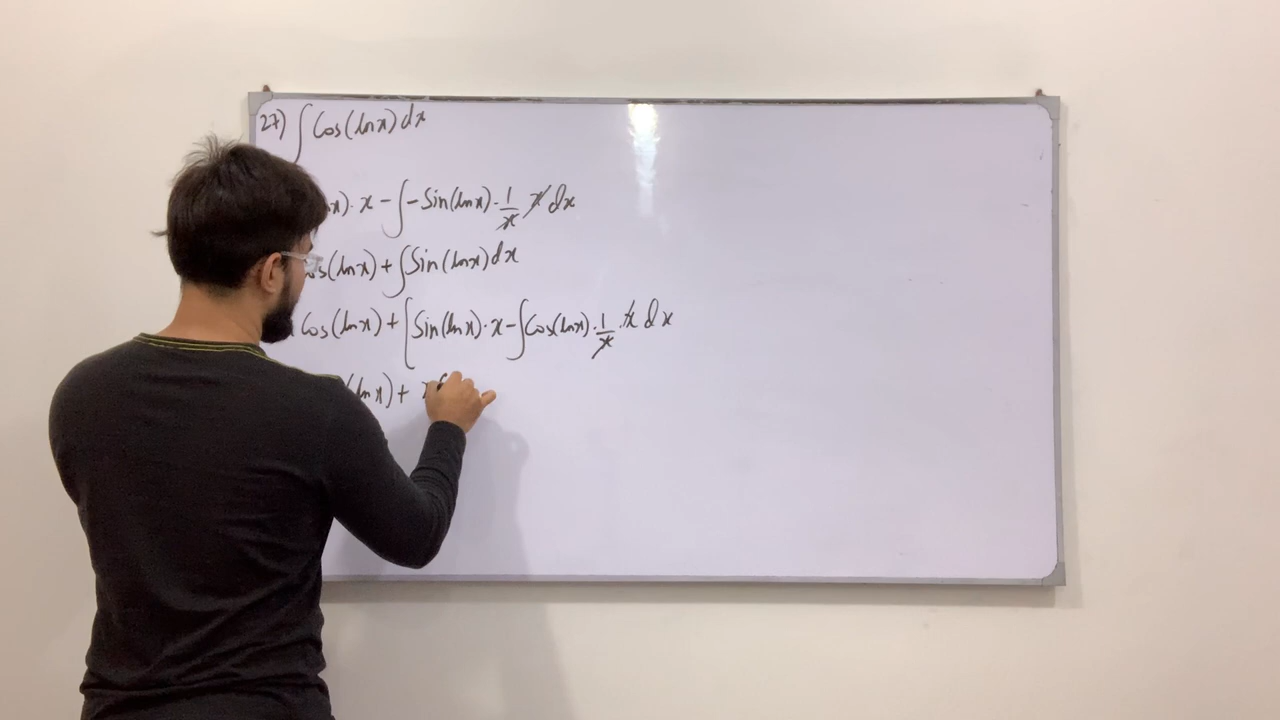 27) ∫ Cos(lnx) dx
x) · x - ∫ - Sin(lnx) · 1/x x dx
os(lnx) + ∫ Sin(lnx) dx
Cos(lnx) + [ Sin(lnx) · x - ∫ Cos(lnx) · 1/x · x dx
(lnx) + x